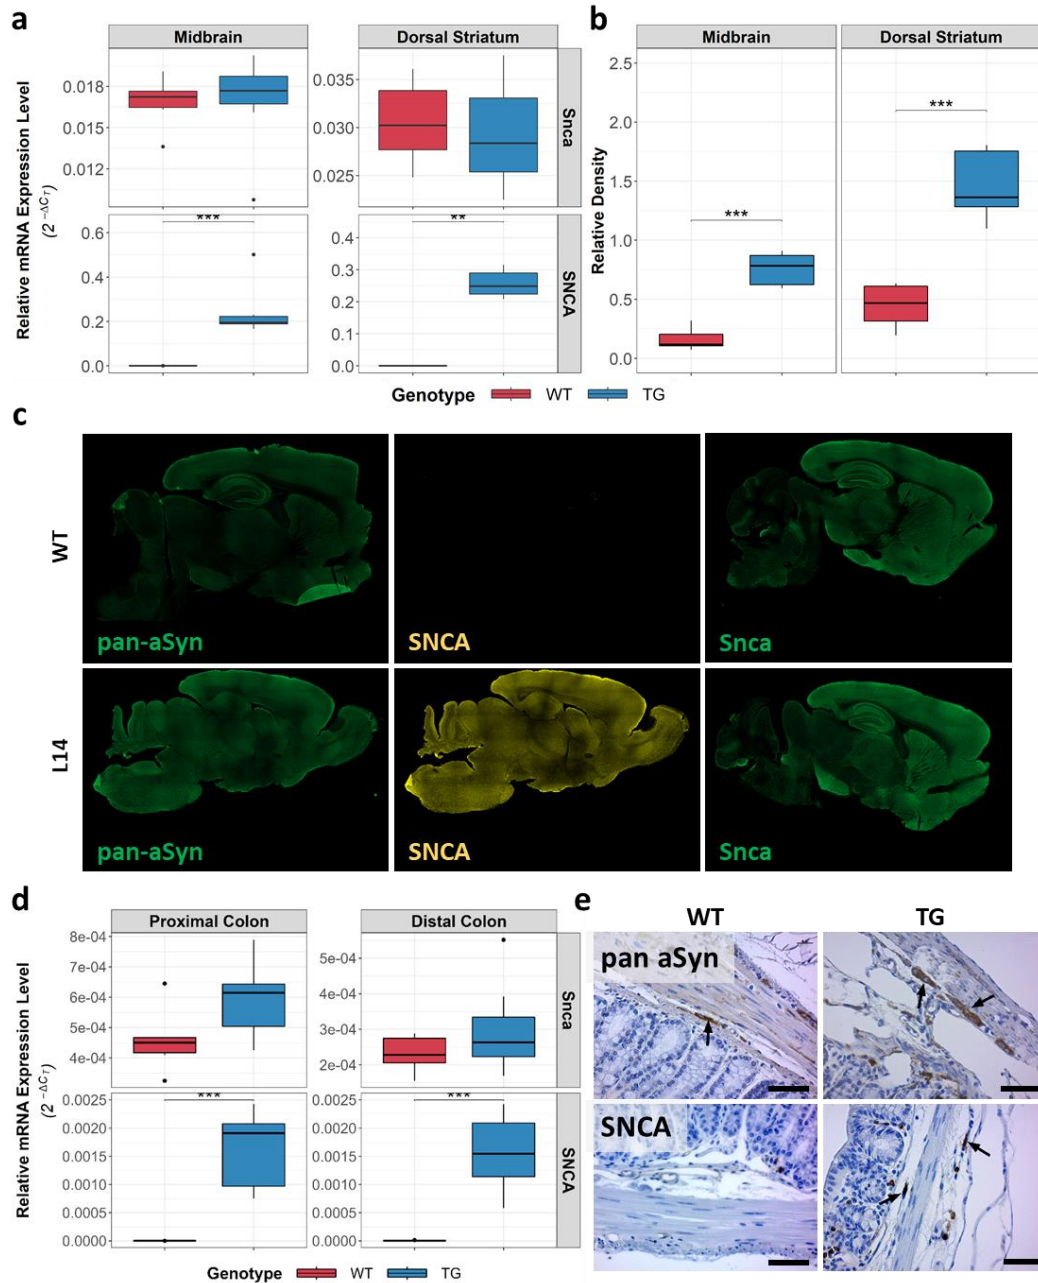 a
b
Midbrain
Dorsal Striatum
Midbrain
Dorsal Striatum
Relative mRNA Expression Level
(2^−ΔC_T)
0.018
0.015
0.012
0.035
0.030
0.025
Snca
***
0.6
0.4
0.2
0.0
**
0.4
0.3
0.2
0.1
0.0
SNCA
Relative Density
2.5
2.0
1.5
1.0
0.5
0.0
***
***
Genotype WT TG
c
WT
pan-aSyn
SNCA
Snca
L14
pan-aSyn
SNCA
Snca
d
e
Proximal Colon
Distal Colon
Relative mRNA Expression Level
(2^−ΔC_T)
8e-04
7e-04
6e-04
5e-04
4e-04
5e-04
4e-04
3e-04
2e-04
Snca
***
0.0025
0.0020
0.0015
0.0010
0.0005
0.0000
***
0.0025
0.0020
0.0015
0.0010
0.0005
0.0000
SNCA
Genotype WT TG
WT
TG
pan aSyn
SNCA